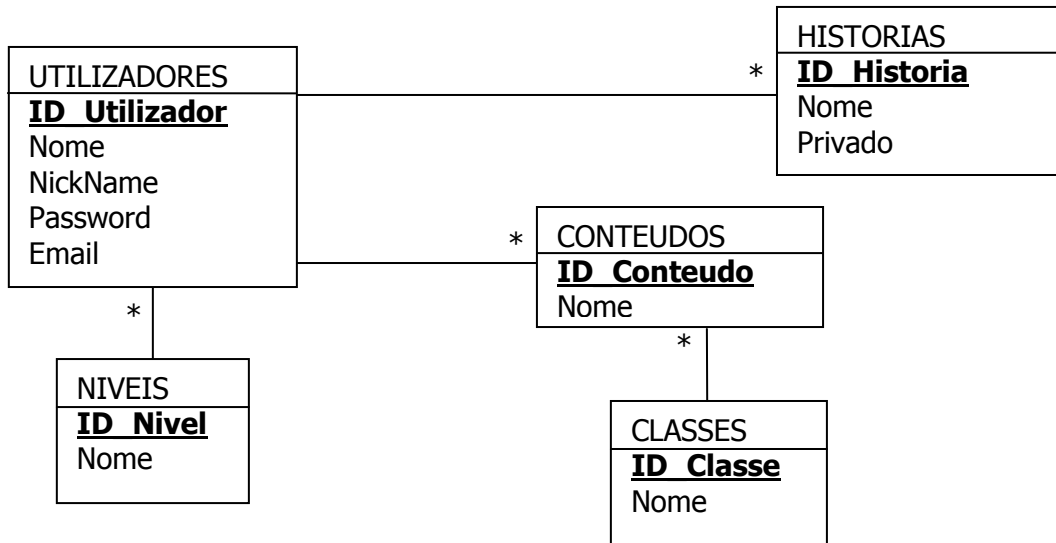 UTILIZADORES
ID_Utilizador
Nome
NickName
Password
Email
*
*
HISTORIAS
ID_Historia
Nome
Privado
*
CONTEUDOS
ID_Conteudo
Nome
*
NIVEIS
ID_Nivel
Nome
*
CLASSES
ID_Classe
Nome